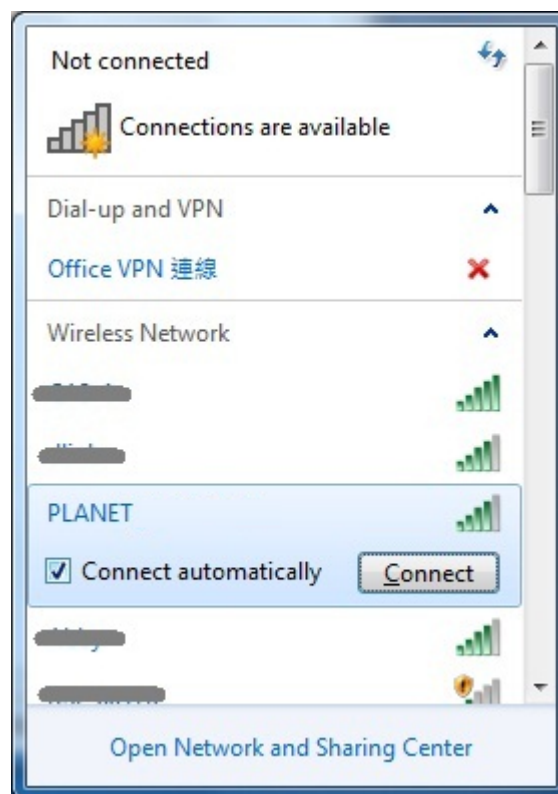 Not connected
Connections are available
Dial-up and VPN
Office VPN 連線
Wireless Network
PLANET
Connect automatically
Connect
Open Network and Sharing Center